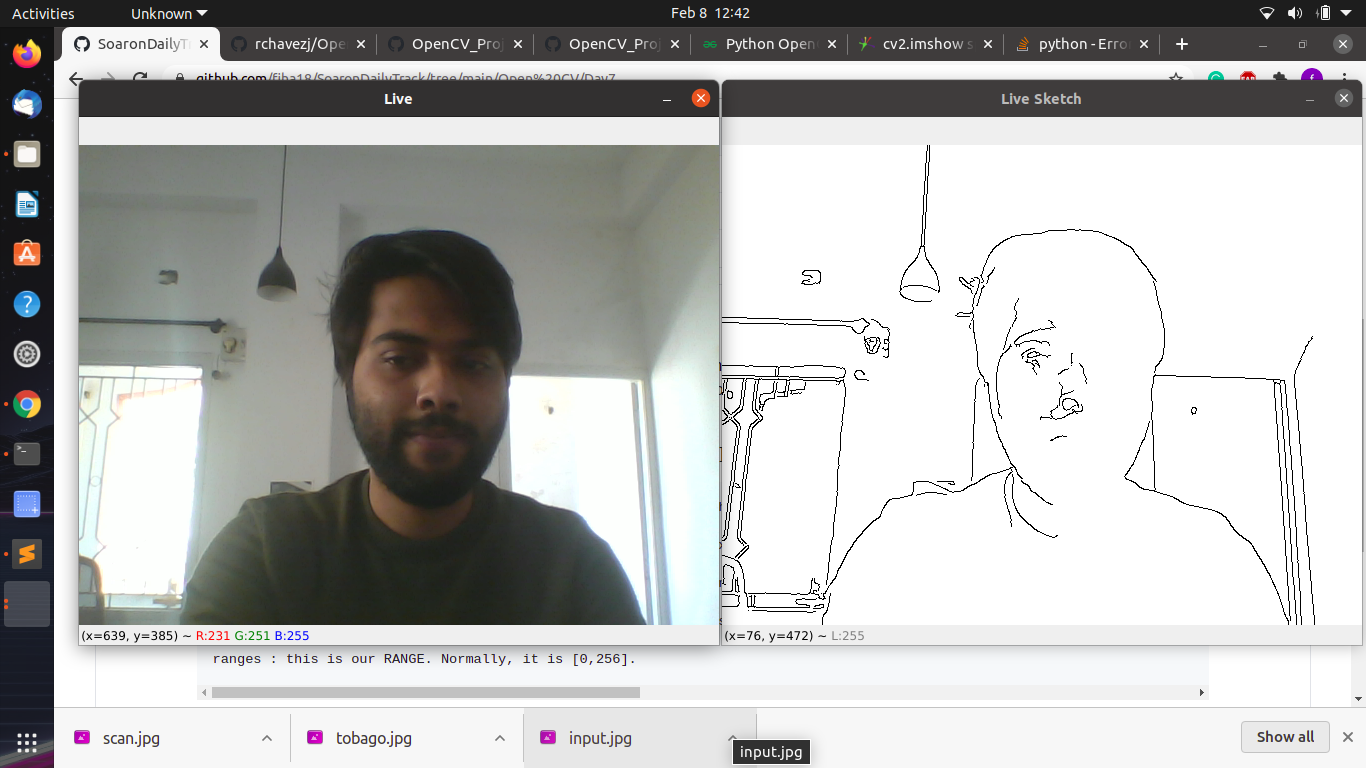 Activities Unknown Feb 8 12:42
SoaronDailyT rchavezj/Ope OpenCV_Proj OpenCV_Proj Python Open cv2.imshow s python - Erro
github.com/fiha18/SoaronDailyTrack/tree/main/Open%20CV/Day7
Live
Live Sketch
(x=639, y=385) ~ R:231 G:251 B:255
(x=76, y=472) ~ L:255
ranges : this is our RANGE. Normally, it is [0,256].
scan.jpg tobago.jpg input.jpg Show all
input.jpg